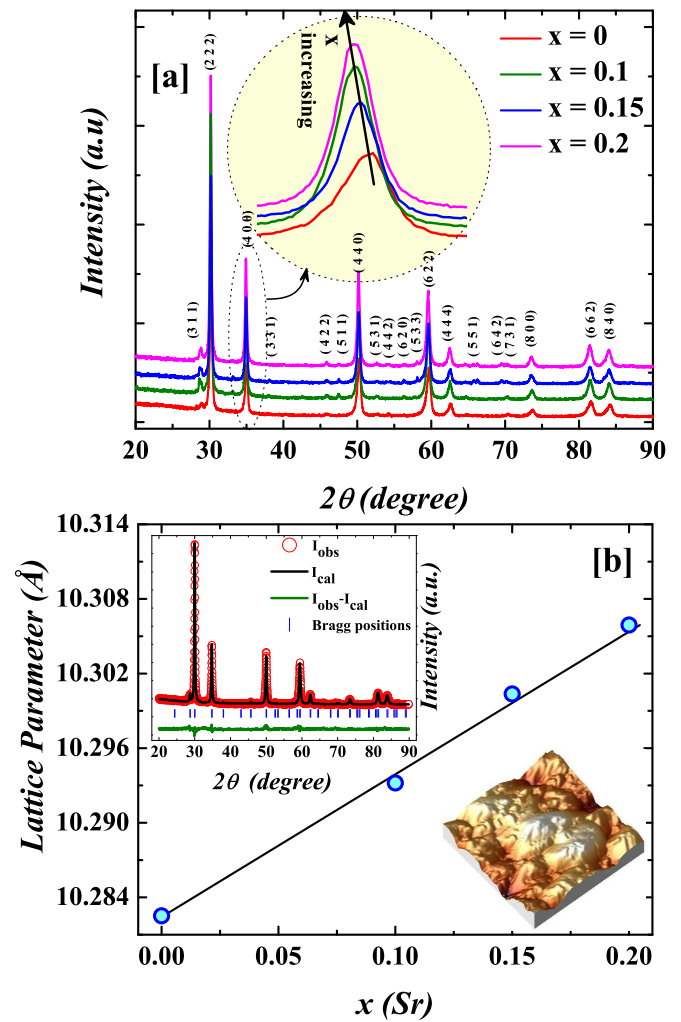 [a]
x = 0
x = 0.1
x = 0.15
x = 0.2
x
increasing
(3 1 1)
(2 2 2)
(4 0 0)
(3 3 1)
(4 2 2)
(5 1 1)
(4 4 0)
(5 3 1)
(4 4 2)
(6 2 0)
(5 3 3)
(6 2 2)
(4 4 4)
(5 5 1)
(6 4 2)
(7 3 1)
(8 0 0)
(6 6 2)
(8 4 0)
Intensity (a.u)
20 30 40 50 60 70 80 90
2θ (degree)
[b]
10.314
10.308
10.302
10.296
10.290
10.284
Lattice Parameter (Å)
Iobs
Ical
Iobs-Ical
Bragg positions
Intensity (a.u.)
20 30 40 50 60 70 80 90
2θ (degree)
0.00 0.05 0.10 0.15 0.20
x (Sr)